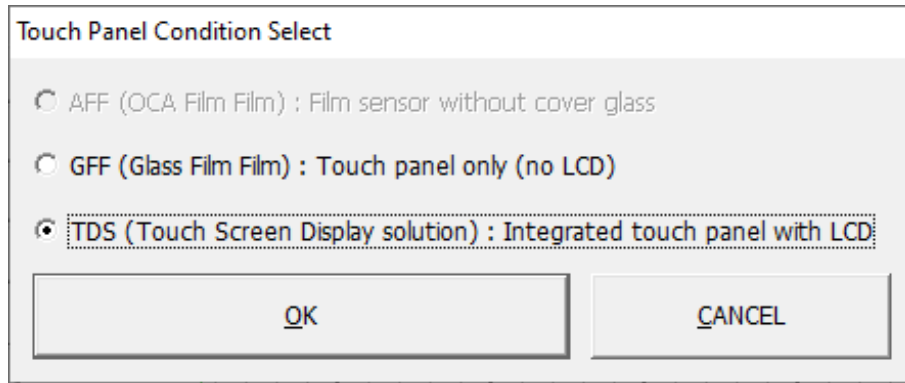 Touch Panel Condition Select
AFF (OCA Film Film) : Film sensor without cover glass
GFF (Glass Film Film) : Touch panel only (no LCD)
TDS (Touch Screen Display solution) : Integrated touch panel with LCD
OK
CANCEL